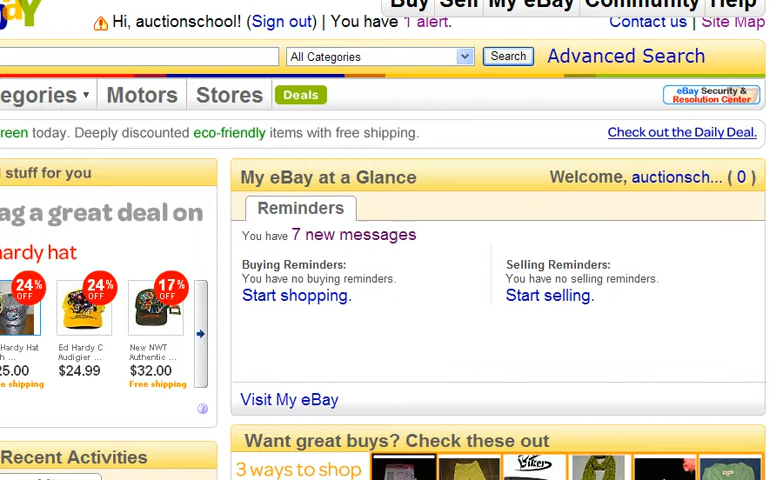 Buy Sell My eBay Community Help
Hi, auctionschool! (Sign out) | You have 1 alert.
Contact us | Site Map
All Categories
Search
Advanced Search
egories
Motors
Stores
Deals
eBay Security &
Resolution Center
reen today. Deeply discounted eco-friendly items with free shipping.
Check out the Daily Deal.
stuff for you
ag a great deal on
hardy hat
24% OFF
24% OFF
17% OFF
Hardy Hat
Ed Hardy C
Audigier ...
New NWT
Authentic ...
25.00
$24.99
$32.00
e shipping
Free shipping
Recent Activities
My eBay at a Glance
Welcome, auctionsch... ( 0 )
Reminders
You have 7 new messages
Buying Reminders:
You have no buying reminders.
Start shopping.
Selling Reminders:
You have no selling reminders.
Start selling.
Visit My eBay
Want great buys? Check these out
3 ways to shop